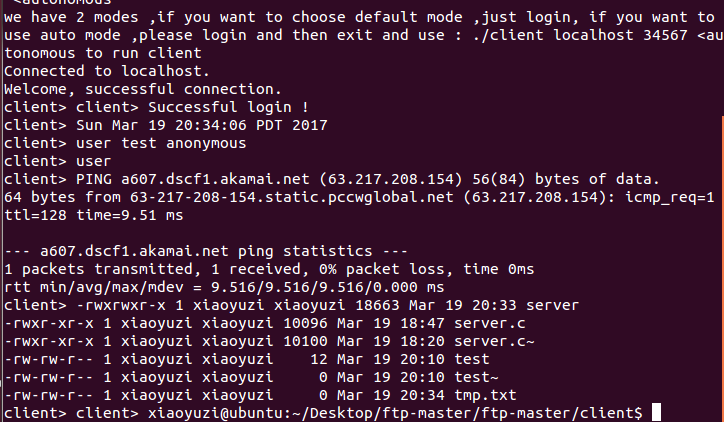 <autonomous
we have 2 modes ,if you want to choose default mode ,just login, if you want to
use auto mode ,please login and then exit and use : ./client localhost 34567 <au
tonomous to run client
Connected to localhost.
Welcome, successful connection.
client> client> Successful login !
client> Sun Mar 19 20:34:06 PDT 2017
client> user test anonymous
client> user
client> PING a607.dscf1.akamai.net (63.217.208.154) 56(84) bytes of data.
64 bytes from 63-217-208-154.static.pccwglobal.net (63.217.208.154): icmp_req=1
ttl=128 time=9.51 ms
--- a607.dscf1.akamai.net ping statistics ---
1 packets transmitted, 1 received, 0% packet loss, time 0ms
rtt min/avg/max/mdev = 9.516/9.516/9.516/0.000 ms
client> -rwxrwxr-x 1 xiaoyuzi xiaoyuzi 18663 Mar 19 20:33 server
-rwxr-xr-x 1 xiaoyuzi xiaoyuzi 10096 Mar 19 18:47 server.c
-rwxr-xr-x 1 xiaoyuzi xiaoyuzi 10100 Mar 19 18:20 server.c~
-rw-rw-r-- 1 xiaoyuzi xiaoyuzi    12 Mar 19 20:10 test
-rw-rw-r-- 1 xiaoyuzi xiaoyuzi     0 Mar 19 20:10 test~
-rw-rw-r-- 1 xiaoyuzi xiaoyuzi     0 Mar 19 20:34 tmp.txt
client> client> xiaoyuzi@ubuntu:~/Desktop/ftp-master/ftp-master/client$